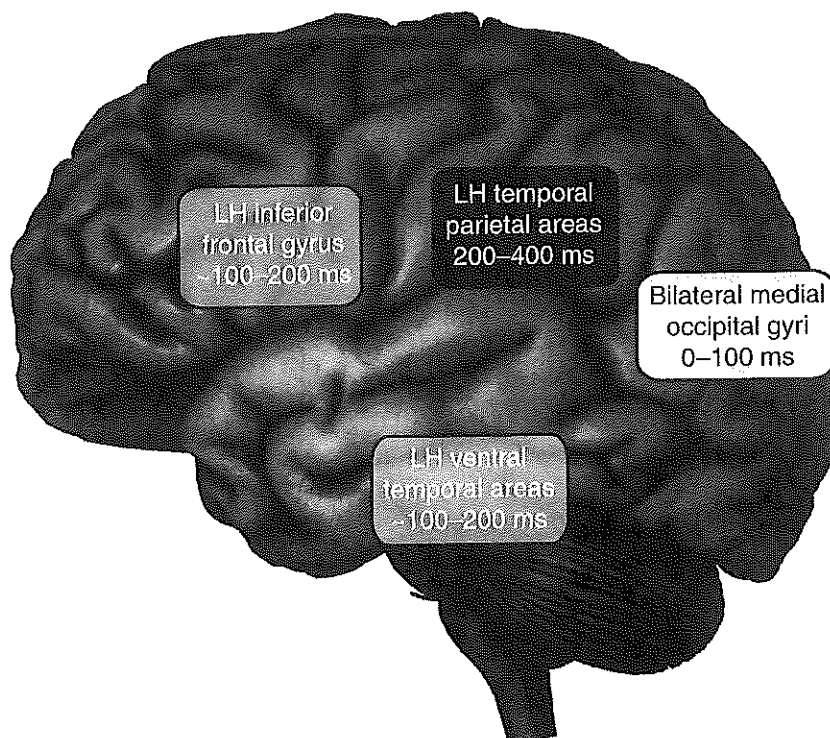 LH inferior
frontal gyrus
~100–200 ms
LH temporal
parietal areas
200–400 ms
Bilateral medial
occipital gyri
0–100 ms
LH ventral
temporal areas
~100–200 ms